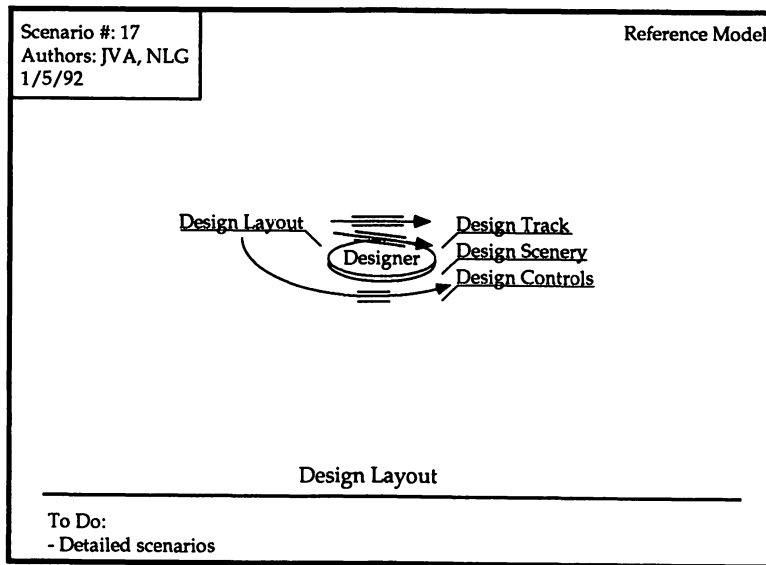 Scenario #: 17
Authors: JVA, NLG
1/5/92
Reference Model
Design Layout
Designer
Design Track
Design Scenery
Design Controls
Design Layout
To Do:
- Detailed scenarios